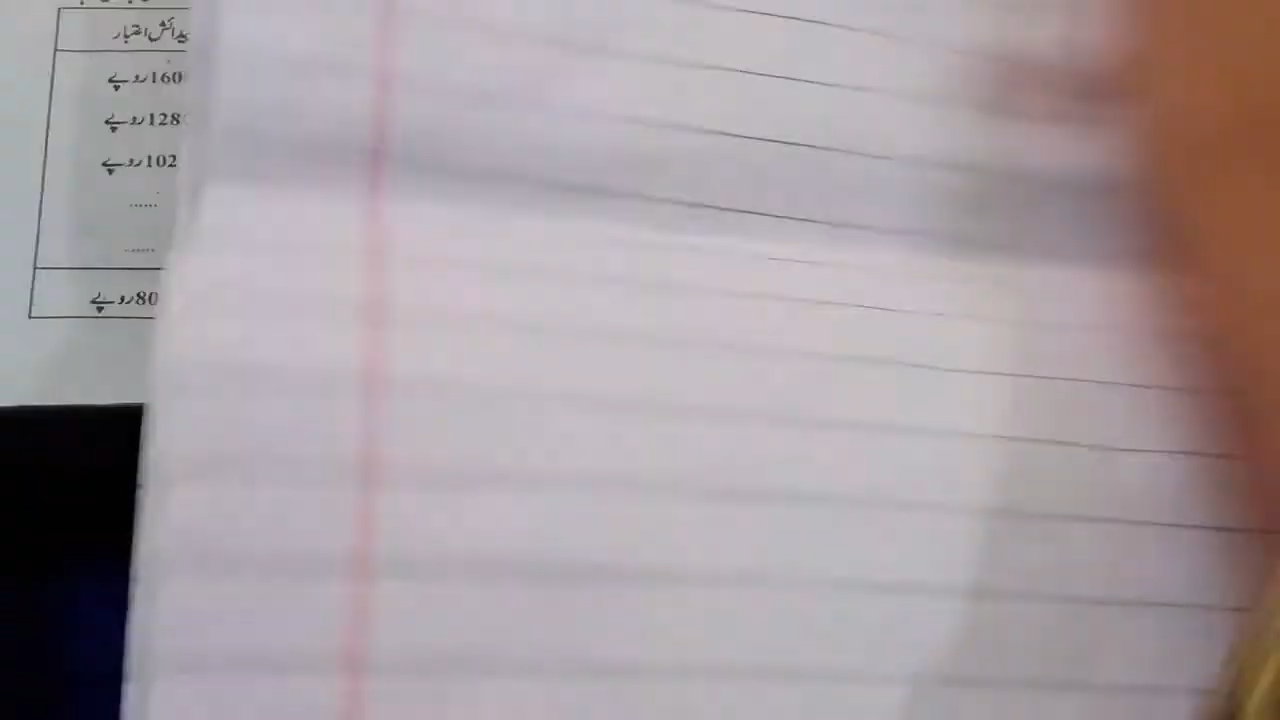 پیدائش اعتبار
160 روپے
128 روپے
102 روپے
......
......
80 روپے